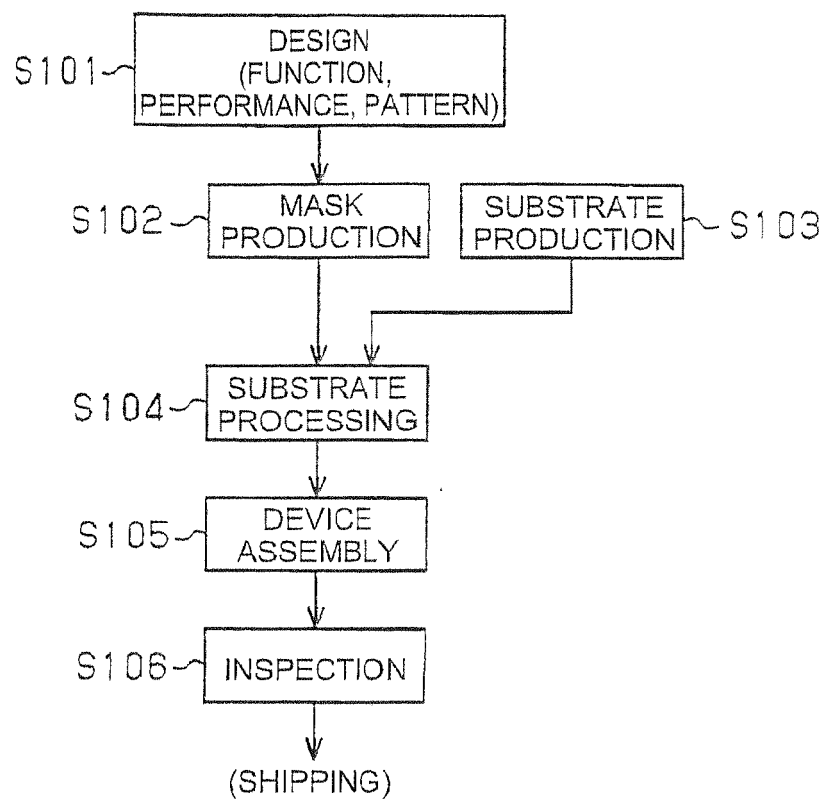 S101
DESIGN
(FUNCTION,
PERFORMANCE, PATTERN)
S102
MASK
PRODUCTION
SUBSTRATE
PRODUCTION
S103
S104
SUBSTRATE
PROCESSING
S105
DEVICE
ASSEMBLY
S106
INSPECTION
(SHIPPING)